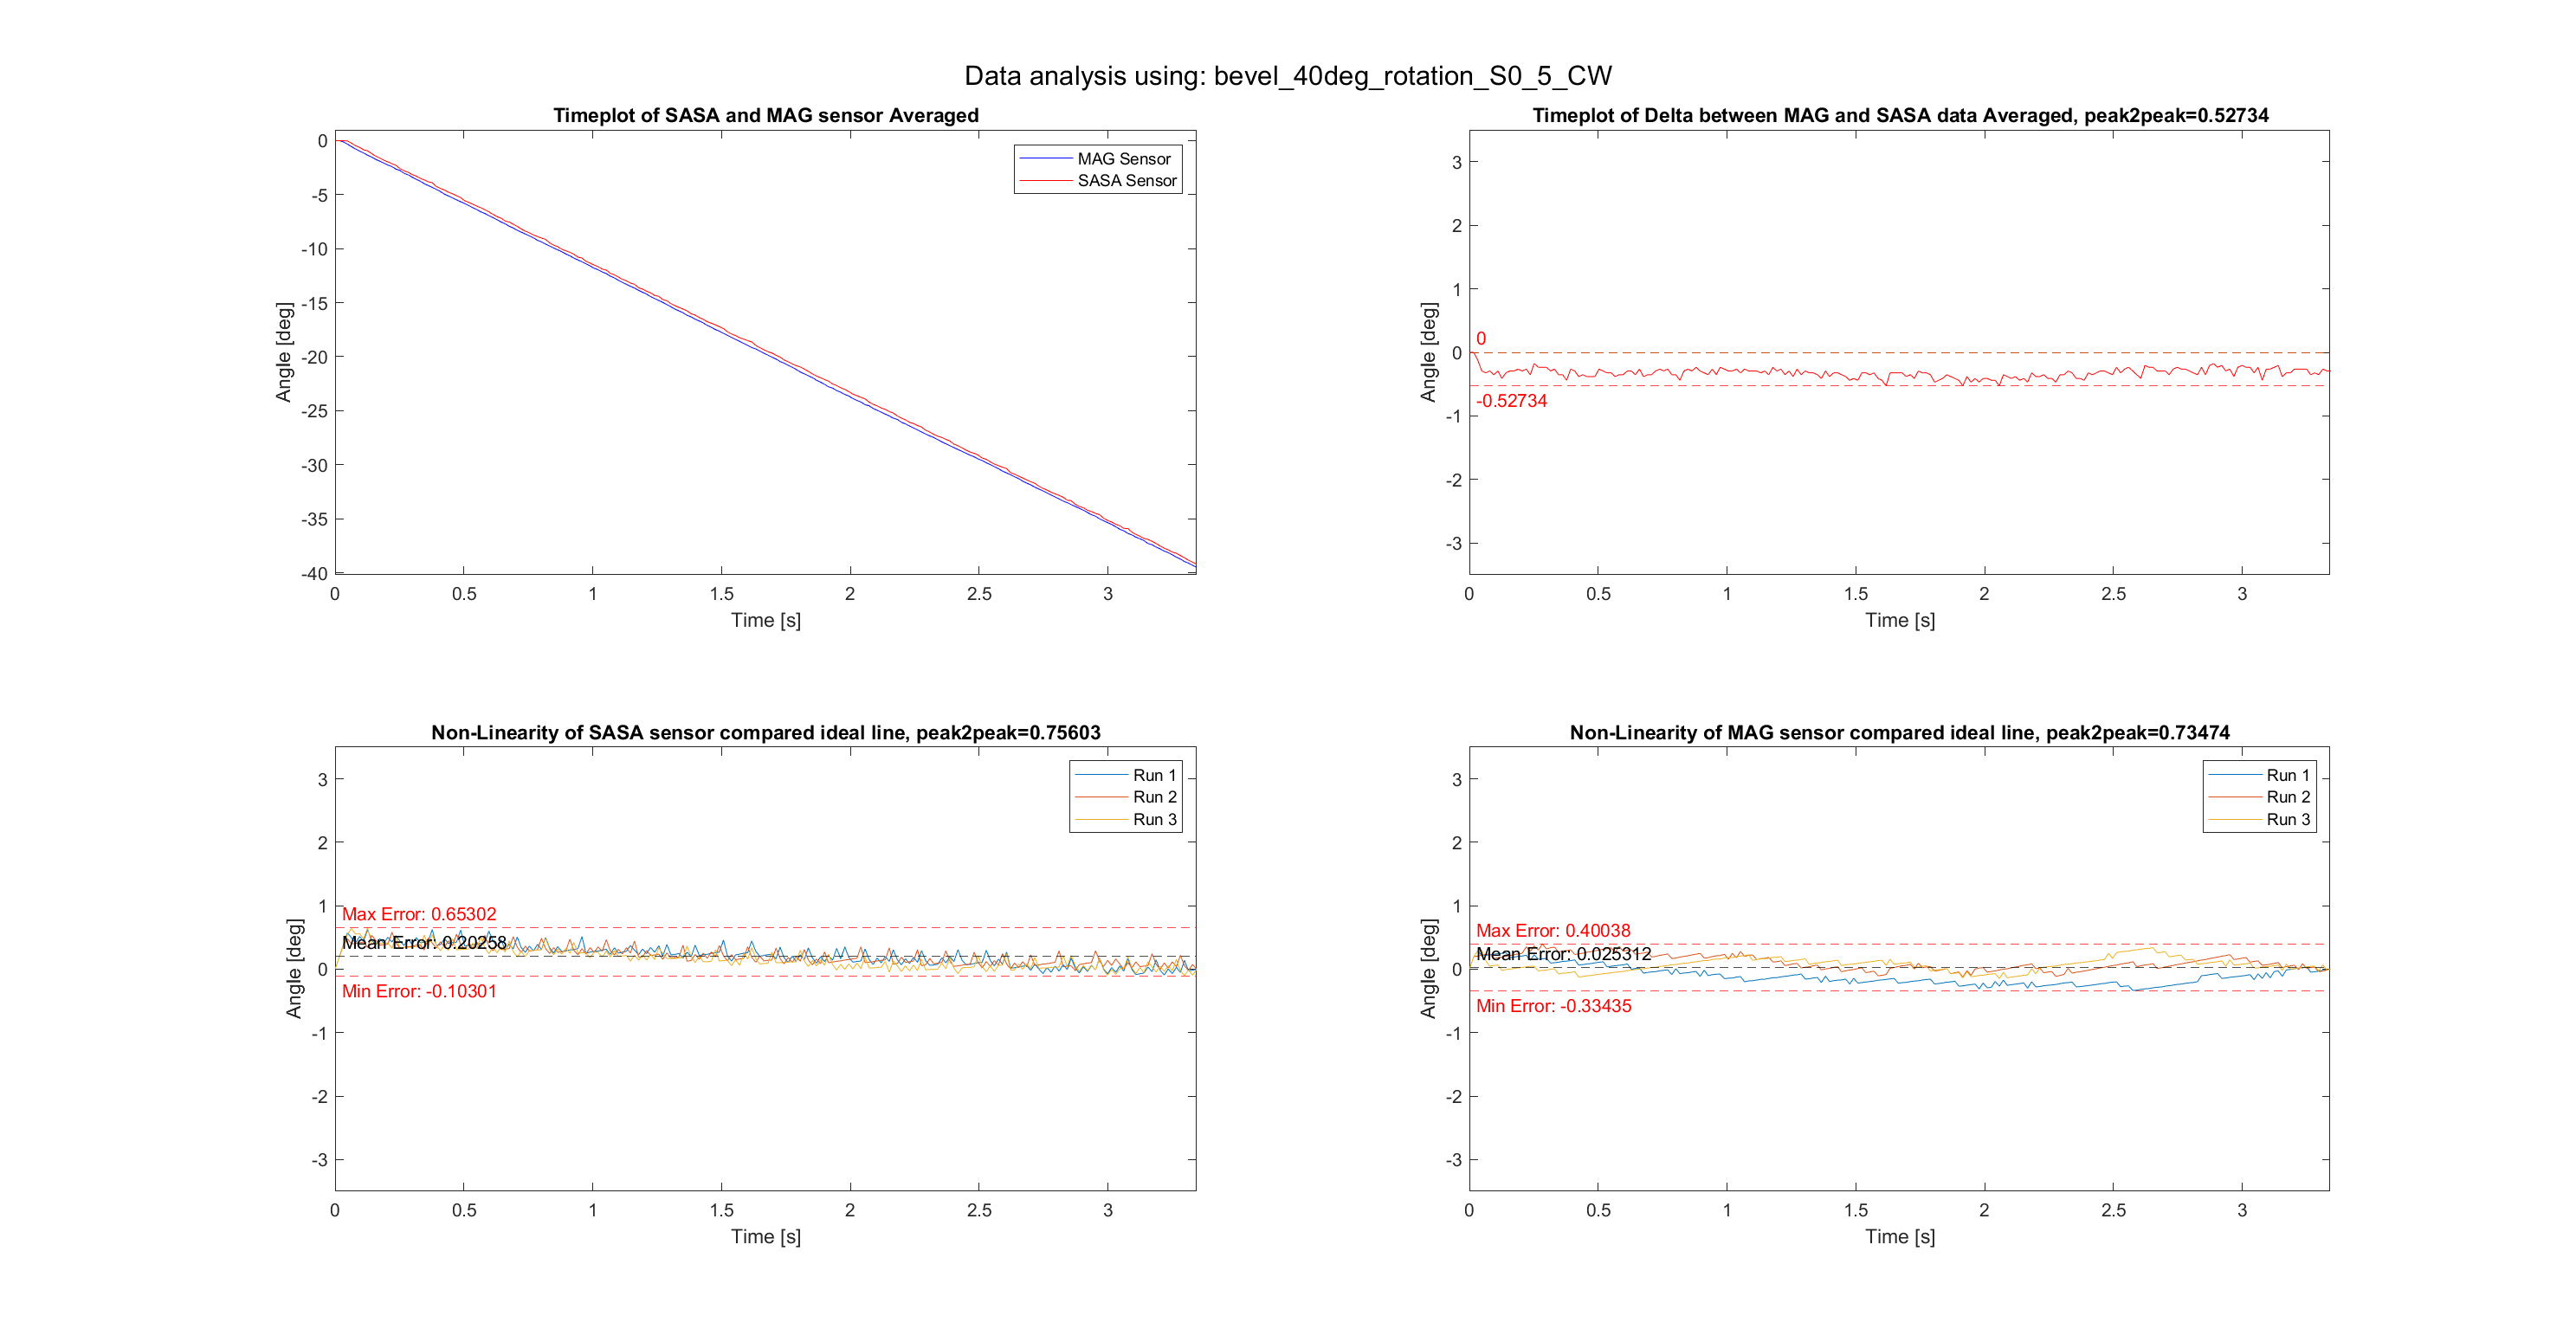 Data analysis using: bevel_40deg_rotation_S0_5_CW
Timeplot of SASA and MAG sensor Averaged
MAG Sensor
SASA Sensor
0
-5
-10
-15
-20
-25
-30
-35
-40
Angle [deg]
0 0.5 1 1.5 2 2.5 3
Time [s]
Timeplot of Delta between MAG and SASA data Averaged, peak2peak=0.52734
3
2
1
0
-1
-2
-3
Angle [deg]
0
-0.52734
0 0.5 1 1.5 2 2.5 3
Time [s]
Non-Linearity of SASA sensor compared ideal line, peak2peak=0.75603
Run 1
Run 2
Run 3
3
2
1
0
-1
-2
-3
Angle [deg]
Max Error: 0.65302
Mean Error: 0.20258
Min Error: -0.10301
0 0.5 1 1.5 2 2.5 3
Time [s]
Non-Linearity of MAG sensor compared ideal line, peak2peak=0.73474
Run 1
Run 2
Run 3
3
2
1
0
-1
-2
-3
Angle [deg]
Max Error: 0.40038
Mean Error: 0.025312
Min Error: -0.33435
0 0.5 1 1.5 2 2.5 3
Time [s]